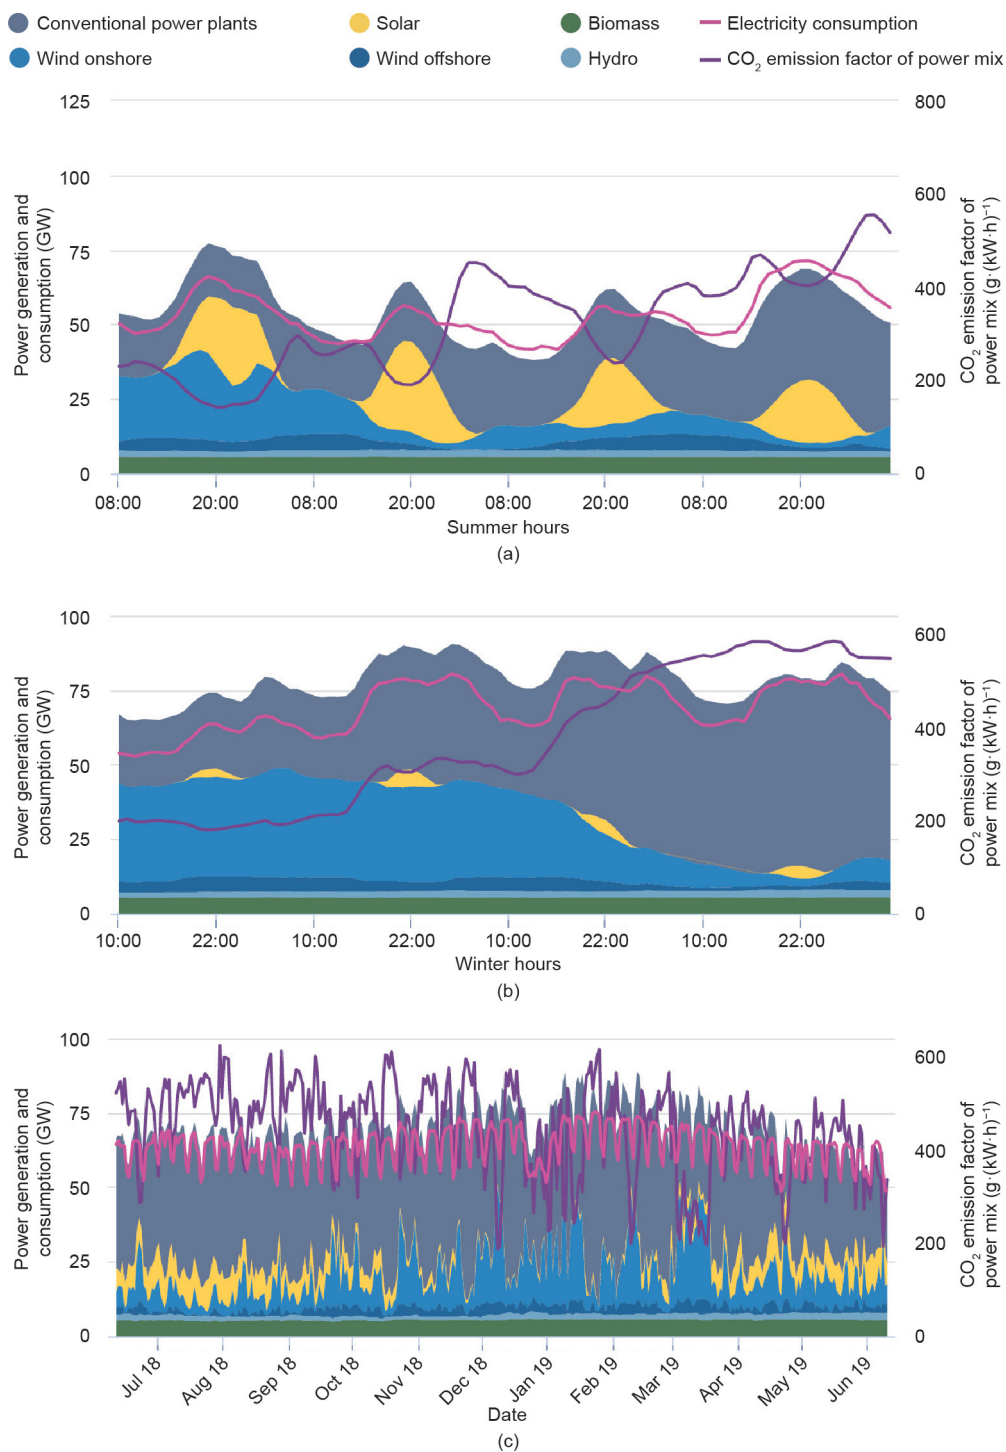 Conventional power plants
Solar
Biomass
Electricity consumption
Wind onshore
Wind offshore
Hydro
CO₂ emission factor of power mix
125
100
75
50
25
0
800
600
400
200
0
Power generation and
consumption (GW)
CO₂ emission factor of
power mix (g·(kW·h)⁻¹)
08:00 20:00 08:00 20:00 08:00 20:00 08:00 20:00
Summer hours
(a)
100
75
50
25
0
600
400
200
0
Power generation and
consumption (GW)
CO₂ emission factor of
power mix (g·(kW·h)⁻¹)
10:00 22:00 10:00 22:00 10:00 22:00 10:00 22:00
Winter hours
(b)
100
75
50
25
0
600
400
200
0
Power generation and
consumption (GW)
CO₂ emission factor of
power mix (g·(kW·h)⁻¹)
Jul 18 Aug 18 Sep 18 Oct 18 Nov 18 Dec 18 Jan 19 Feb 19 Mar 19 Apr 19 May 19 Jun 19
Date
(c)